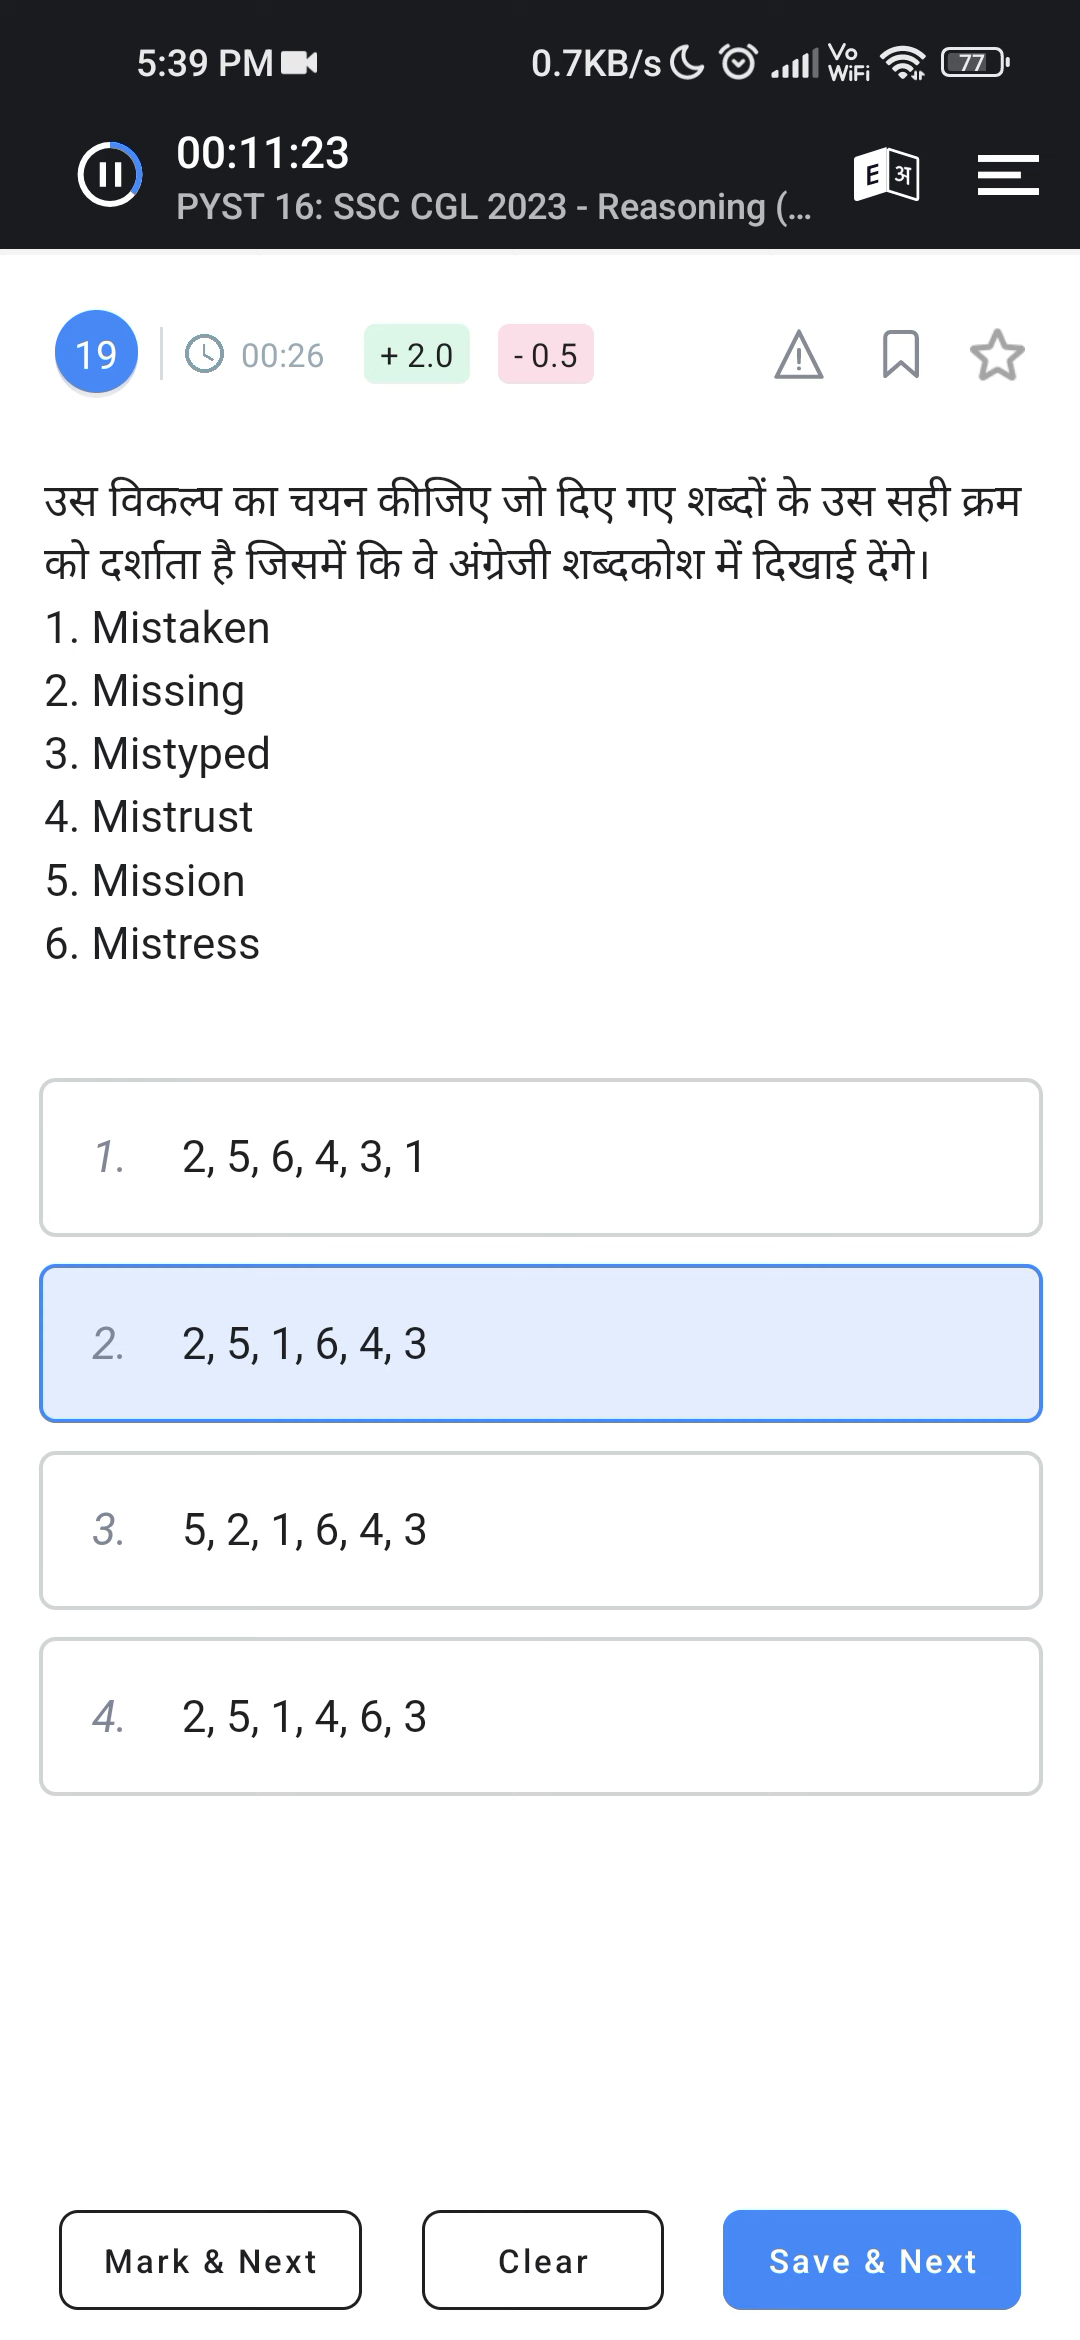 5:39 PM
0.7KB/s
Vo WiFi
77
00:11:23
PYST 16: SSC CGL 2023 - Reasoning (...
E अ
19
00:26
+ 2.0
- 0.5
उस विकल्प का चयन कीजिए जो दिए गए शब्दों के उस सही क्रम
को दर्शाता है जिसमें कि वे अंग्रेजी शब्दकोश में दिखाई देंगे।
1. Mistaken
2. Missing
3. Mistyped
4. Mistrust
5. Mission
6. Mistress
1. 2, 5, 6, 4, 3, 1
2. 2, 5, 1, 6, 4, 3
3. 5, 2, 1, 6, 4, 3
4. 2, 5, 1, 4, 6, 3
Mark & Next
Clear
Save & Next